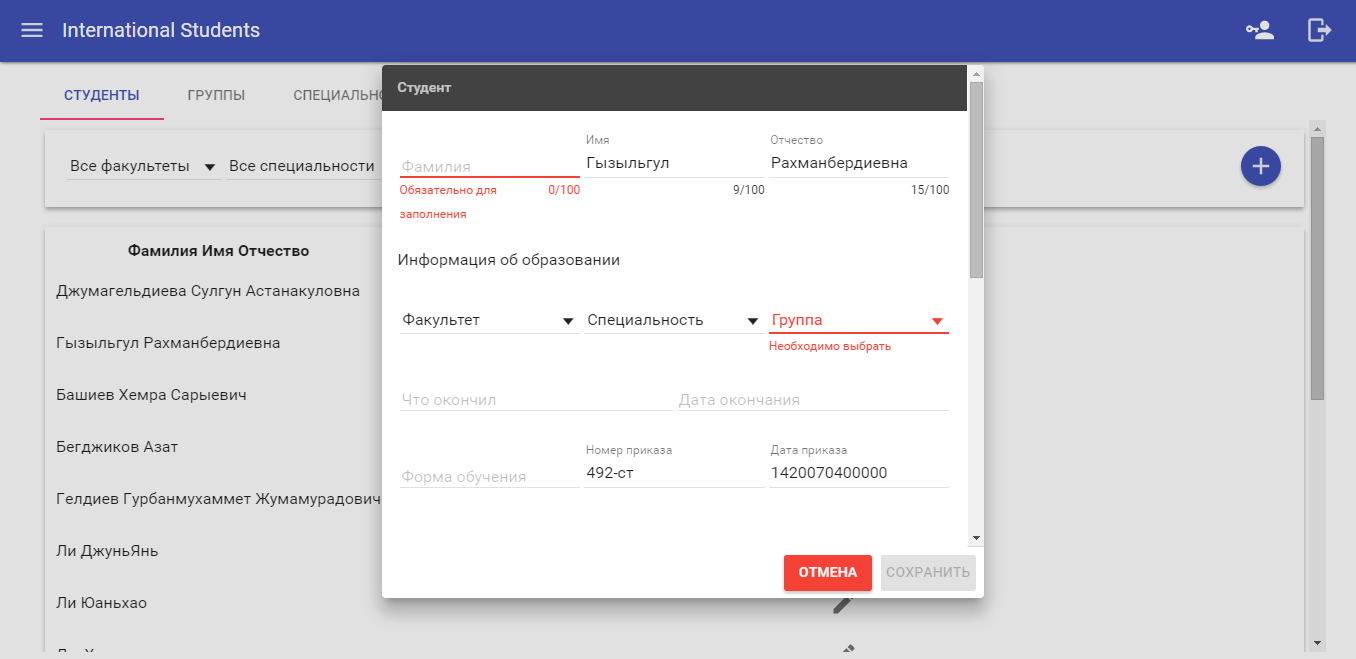 International Students
СТУДЕНТЫ ГРУППЫ СПЕЦИАЛЬНО
Все факультеты Все специальности
Фамилия Имя Отчество
Джумагельдиева Сулгун Астанакуловна
Гызыльгул Рахманбердиевна
Башиев Хемра Сарыевич
Бегджиков Азат
Гелдиев Гурбанмухаммет Жумамурадович
Ли ДжуньЯнь
Ли Юаньхао
Студент
Имя Отчество
Фамилия Гызыльгул Рахманбердиевна
Обязательно для 0/100 9/100 15/100
заполнения
Информация об образовании
Факультет Специальность Группа
Необходимо выбрать
Что окончил Дата окончания
Номер приказа Дата приказа
Форма обучения 492-ст 1420070400000
ОТМЕНА СОХРАНИТЬ